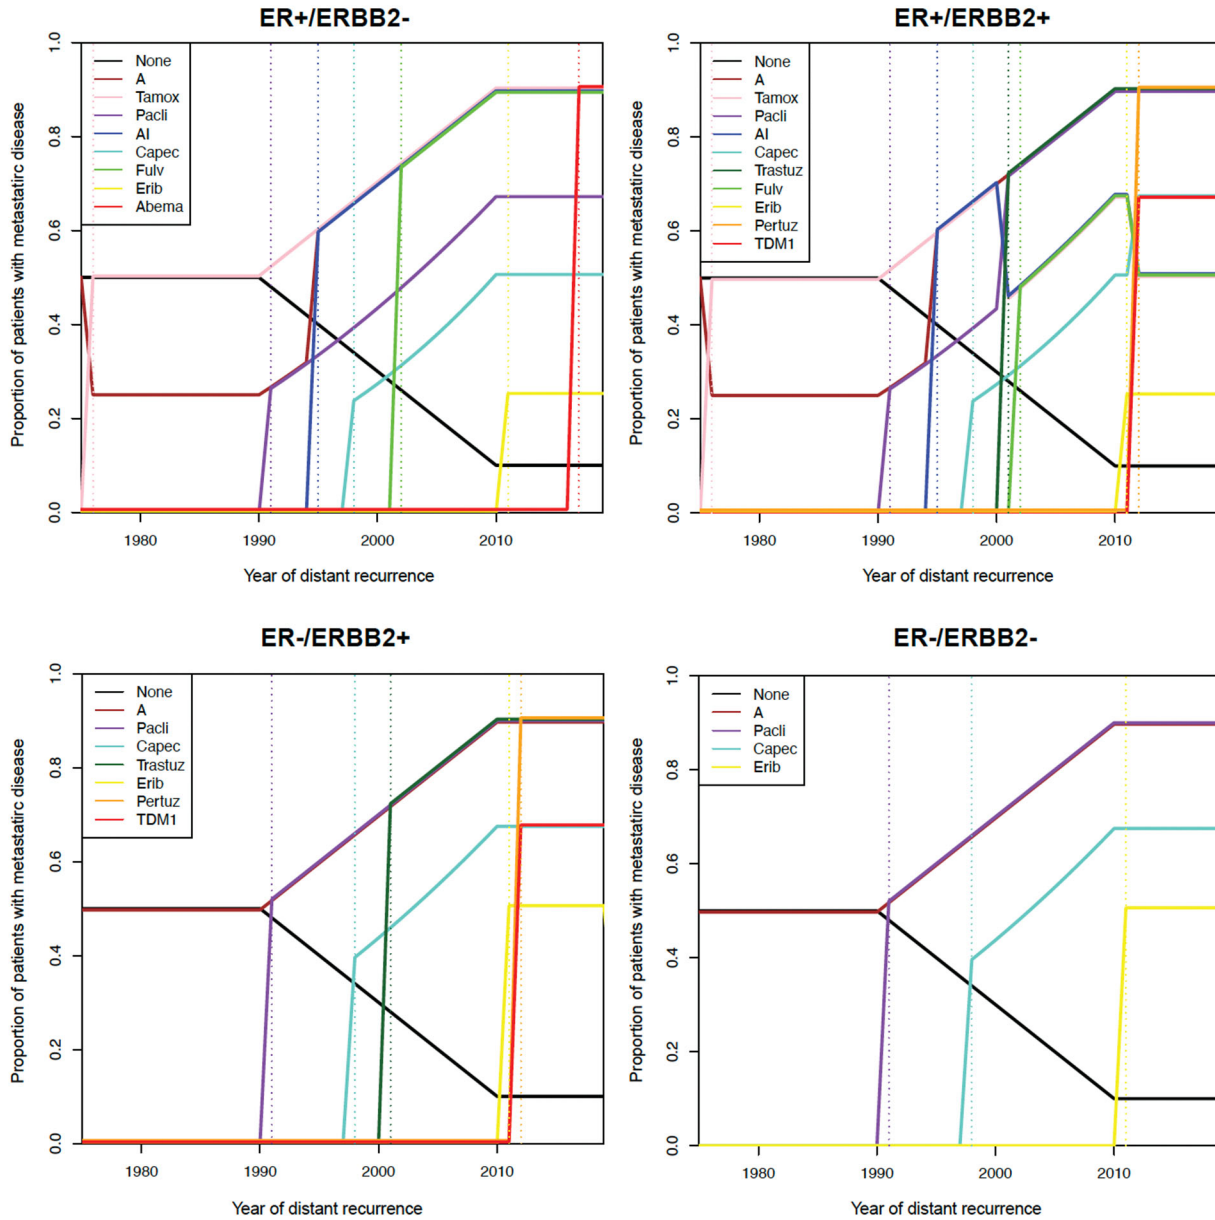 ER+/ERBB2-
Proportion of patients with metastatirc disease
1.0
0.8
0.6
0.4
0.2
0.0
None
A
Tamox
Pacli
AI
Capec
Fulv
Erib
Abema
1980 1990 2000 2010
Year of distant recurrence
ER+/ERBB2+
Proportion of patients with metastatirc disease
1.0
0.8
0.6
0.4
0.2
0.0
None
A
Tamox
Pacli
AI
Capec
Trastuz
Fulv
Erib
Pertuz
TDM1
1980 1990 2000 2010
Year of distant recurrence
ER-/ERBB2+
Proportion of patients with metastatirc disease
1.0
0.8
0.6
0.4
0.2
0.0
None
A
Pacli
Capec
Trastuz
Erib
Pertuz
TDM1
1980 1990 2000 2010
Year of distant recurrence
ER-/ERBB2-
Proportion of patients with metastatirc disease
1.0
0.8
0.6
0.4
0.2
0.0
None
A
Pacli
Capec
Erib
1980 1990 2000 2010
Year of distant recurrence